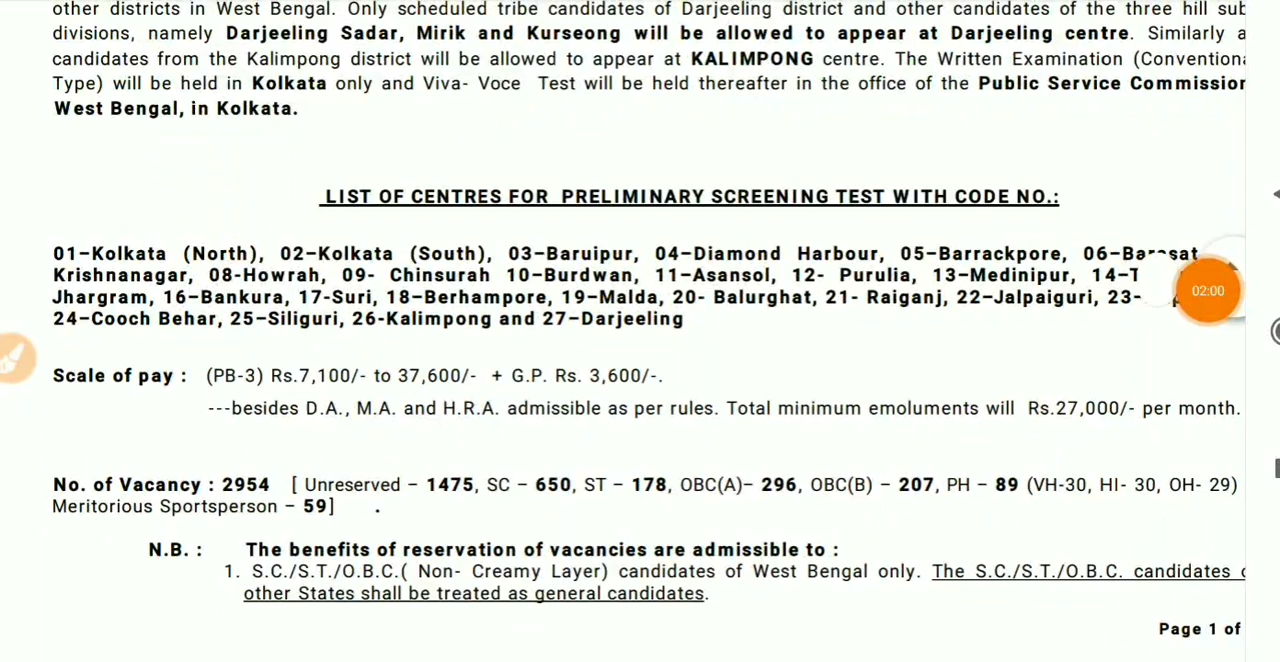 other districts in West Bengal. Only scheduled tribe candidates of Darjeeling district and other candidates of the three hill sub
divisions, namely Darjeeling Sadar, Mirik and Kurseong will be allowed to appear at Darjeeling centre. Similarly a
candidates from the Kalimpong district will be allowed to appear at KALIMPONG centre. The Written Examination (Conventiona
Type) will be held in Kolkata only and Viva- Voce Test will be held thereafter in the office of the Public Service Commission
West Bengal, in Kolkata.
LIST OF CENTRES FOR PRELIMINARY SCREENING TEST WITH CODE NO.:
01–Kolkata (North), 02–Kolkata (South), 03–Baruipur, 04–Diamond Harbour, 05–Barrackpore, 06–Barasat
Krishnanagar, 08-Howrah, 09- Chinsurah 10–Burdwan, 11–Asansol, 12- Purulia, 13–Medinipur, 14–T
Jhargram, 16–Bankura, 17-Suri, 18–Berhampore, 19–Malda, 20- Balurghat, 21- Raiganj, 22–Jalpaiguri, 23-
02:00
24–Cooch Behar, 25–Siliguri, 26-Kalimpong and 27–Darjeeling
Scale of pay : (PB-3) Rs.7,100/- to 37,600/- + G.P. Rs. 3,600/-.
---besides D.A., M.A. and H.R.A. admissible as per rules. Total minimum emoluments will Rs.27,000/- per month.
No. of Vacancy : 2954 [ Unreserved – 1475, SC – 650, ST – 178, OBC(A)– 296, OBC(B) – 207, PH – 89 (VH-30, HI- 30, OH- 29)
Meritorious Sportsperson – 59] .
N.B. : The benefits of reservation of vacancies are admissible to :
1. S.C./S.T./O.B.C.( Non- Creamy Layer) candidates of West Bengal only. The S.C./S.T./O.B.C. candidates
other States shall be treated as general candidates.
Page 1 of